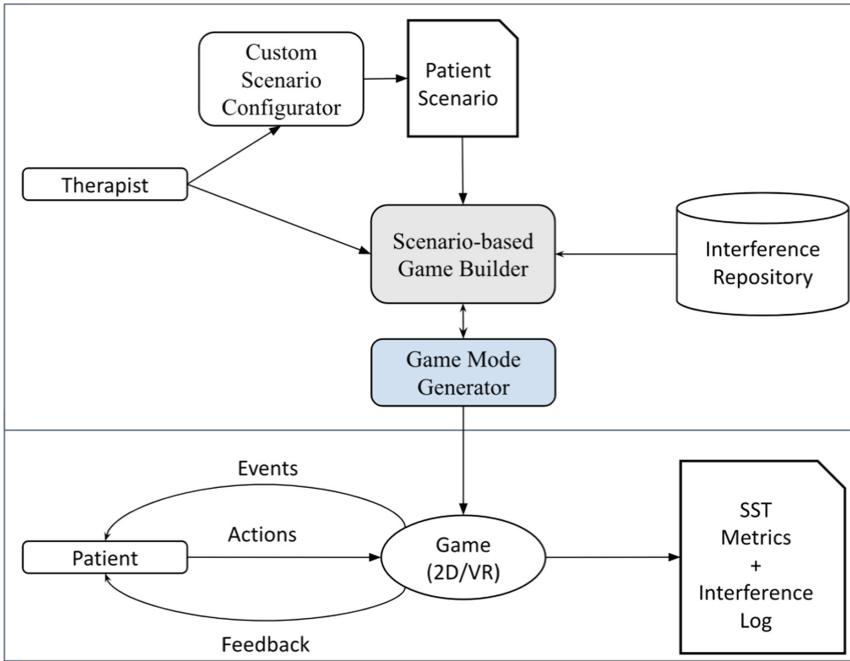 Custom
Scenario
Configurator
Patient
Scenario
Therapist
Scenario-based
Game Builder
Interference
Repository
Game Mode
Generator
Events
Actions
Patient
Game
(2D/VR)
Feedback
SST
Metrics
+
Interference
Log